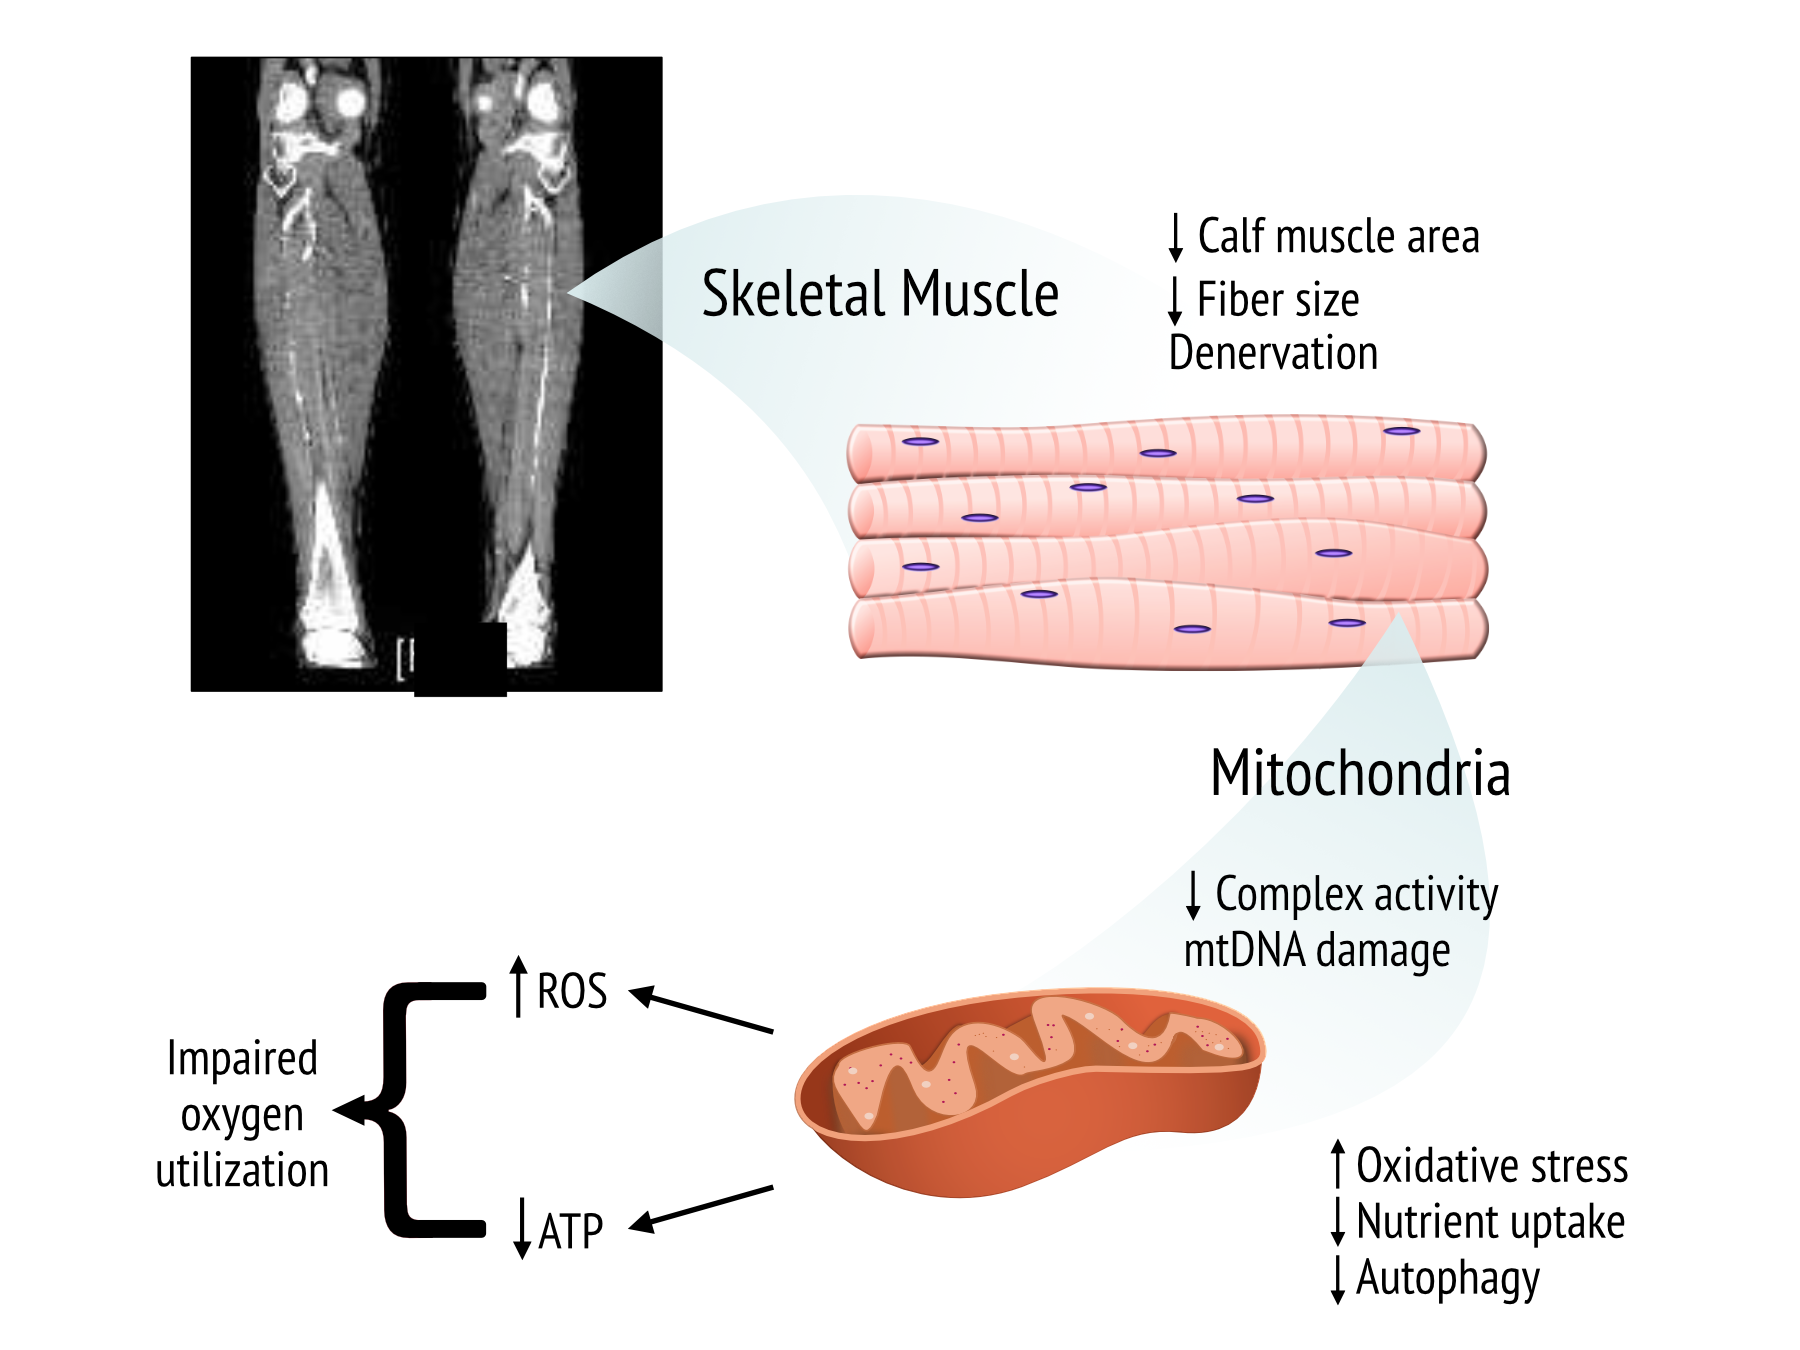 Skeletal Muscle
↓ Calf muscle area
↓ Fiber size
Denervation
Mitochondria
↓ Complex activity
mtDNA damage
↑ ROS
Impaired
oxygen
utilization
↓ ATP
↑ Oxidative stress
↓ Nutrient uptake
↓ Autophagy